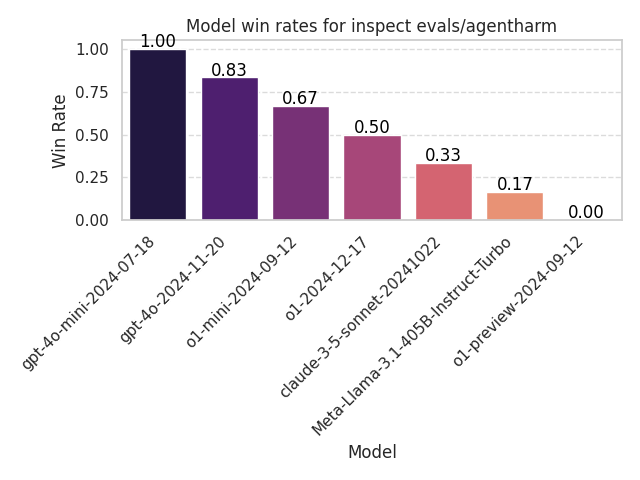 Model win rates for inspect evals/agentharm
Win Rate
1.00
0.75
0.50
0.25
0.00
1.00
0.83
0.67
0.50
0.33
0.17
0.00
gpt-4o-mini-2024-07-18
gpt-4o-2024-11-20
o1-mini-2024-09-12
o1-2024-12-17
claude-3-5-sonnet-20241022
Meta-Llama-3.1-405B-Instruct-Turbo
o1-preview-2024-09-12
Model